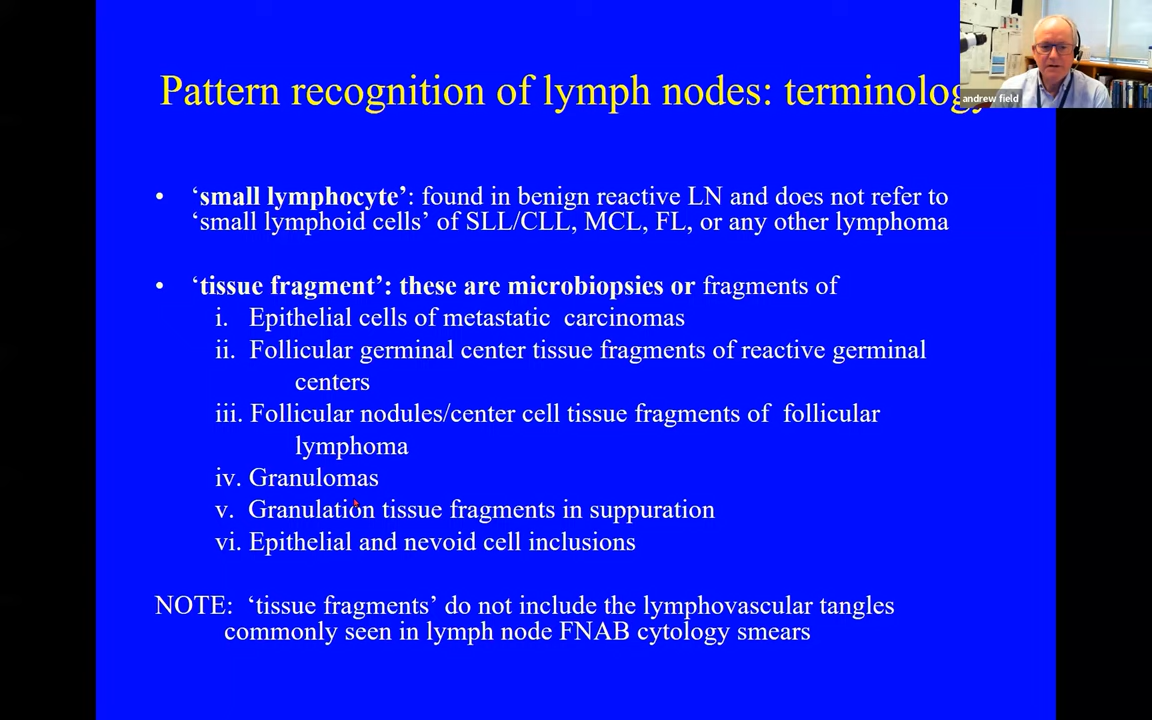 Pattern recognition of lymph nodes: terminology
andrew field
• ‘small lymphocyte’: found in benign reactive LN and does not refer to
‘small lymphoid cells’ of SLL/CLL, MCL, FL, or any other lymphoma
• ‘tissue fragment’: these are microbiopsies or fragments of
i. Epithelial cells of metastatic carcinomas
ii. Follicular germinal center tissue fragments of reactive germinal
centers
iii. Follicular nodules/center cell tissue fragments of follicular
lymphoma
iv. Granulomas
v. Granulation tissue fragments in suppuration
vi. Epithelial and nevoid cell inclusions
NOTE: ‘tissue fragments’ do not include the lymphovascular tangles
commonly seen in lymph node FNAB cytology smears